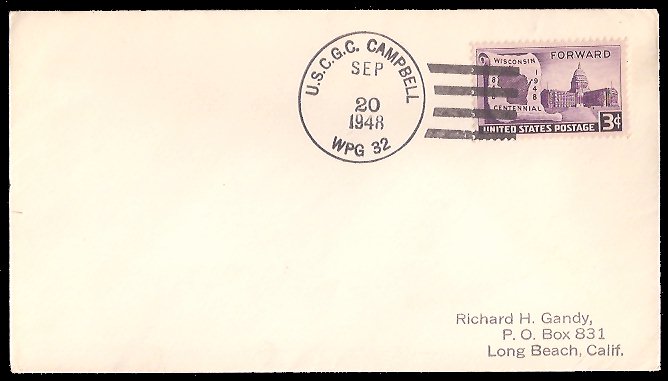 U.S.C.G.C. CAMPBELL
SEP
20
1948
WPG 32
WISCONSIN
FORWARD
1848
1948
CENTENNIAL
UNITED STATES POSTAGE 3¢
Richard H. Gandy,
P. O. Box 831
Long Beach, Calif.